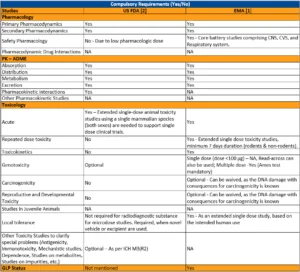 Compulsory Requirements (Yes/No)
Studies US FDA [2] EMA [1]
Pharmacology
Primary Pharmacodynamics Yes Yes
Secondary Pharmacodynamics Yes Yes
Safety Pharmacology No - Due to low pharmacologic dose Yes - Core battery studies comprising CNS, CVS, and
Respiratory system.
Pharmacodynamic Drug Interactions NA NA
PK – ADME
Absorption Yes Yes
Distribution Yes Yes
Metabolism Yes Yes
Excretion Yes Yes
Pharmacokinetic Interactions Yes NA
Other Pharmacokinetic Studies NA NA
Toxicology
Acute Yes – Extended single-dose animal toxicity
studies using a single mammalian species
(both sexes) are needed to support single
dose clinical trials. Yes
Repeated dose toxicity No Yes - Extended single dose toxicity studies,
minimum 7 days duration (rodents & non-rodents).
Toxicokinetics No Yes
Genotoxicity Optional Single dose (dose <100 µg) – NA, Read-across can
also be used; Multiple dose -Yes (Ames test
mandatory)
Carcinogenicity No Optional - Can be waived, as the DNA damage with
consequences for carcinogenicity is known
Reproductive and Developmental
Toxicity No Optional - Can be waived, as the DNA damage with
consequences for carcinogenicity is known
Studies in Juvenile Animals NA NA
Local tolerance Not required for radiodiagnostic substance
for microdose studies. Required, when novel
vehicle or excipient are used. Yes - As an extended single dose study, based on
the intended human use
Other Toxicity Studies to clarify
special problems
Immunotoxicity, Mechanistic studies,
Dependence, Studies on metabolites,
Studies on impurities, etc.) Optional - As per ICH M3(R2) NA
GLP Status Not mentioned Yes